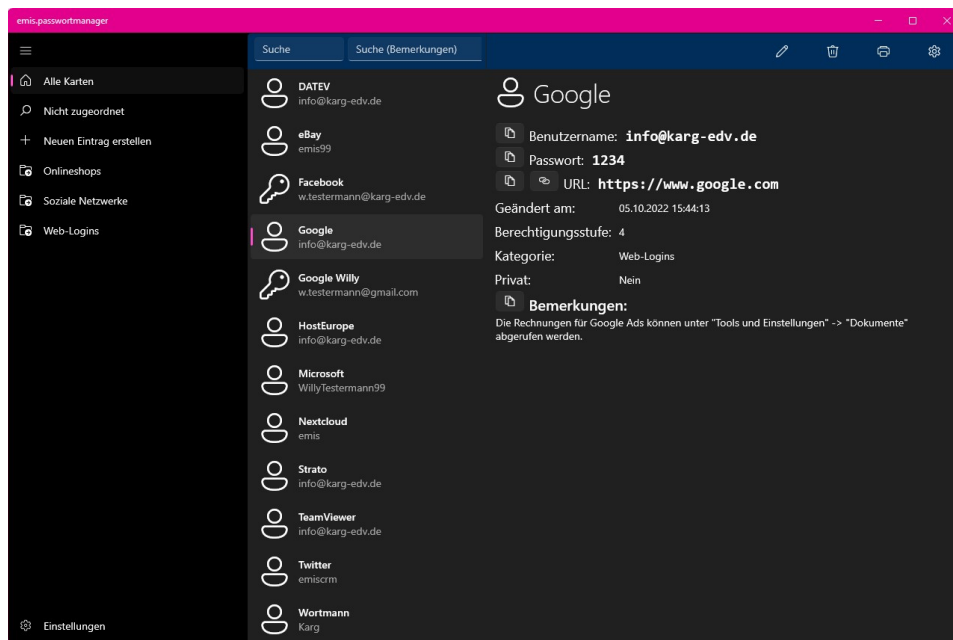 emis.passwortmanager
Alle Karten
Nicht zugeordnet
Neuen Eintrag erstellen
Onlineshops
Soziale Netzwerke
Web-Logins
Einstellungen
Suche
Suche (Bemerkungen)
DATEV
info@karg-edv.de
eBay
emis99
Facebook
w.testermann@karg-edv.de
Google
info@karg-edv.de
Google Willy
w.testermann@gmail.com
HostEurope
info@karg-edv.de
Microsoft
WillyTestermann99
Nextcloud
emis
Strato
info@karg-edv.de
TeamViewer
info@karg-edv.de
Twitter
emiscrm
Wortmann
Karg
Google
Benutzername: info@karg-edv.de
Passwort: 1234
URL: https://www.google.com
Geändert am: 05.10.2022 15:44:13
Berechtigungsstufe: 4
Kategorie: Web-Logins
Privat: Nein
Bemerkungen:
Die Rechnungen für Google Ads können unter "Tools und Einstellungen" -> "Dokumente"
abgerufen werden.